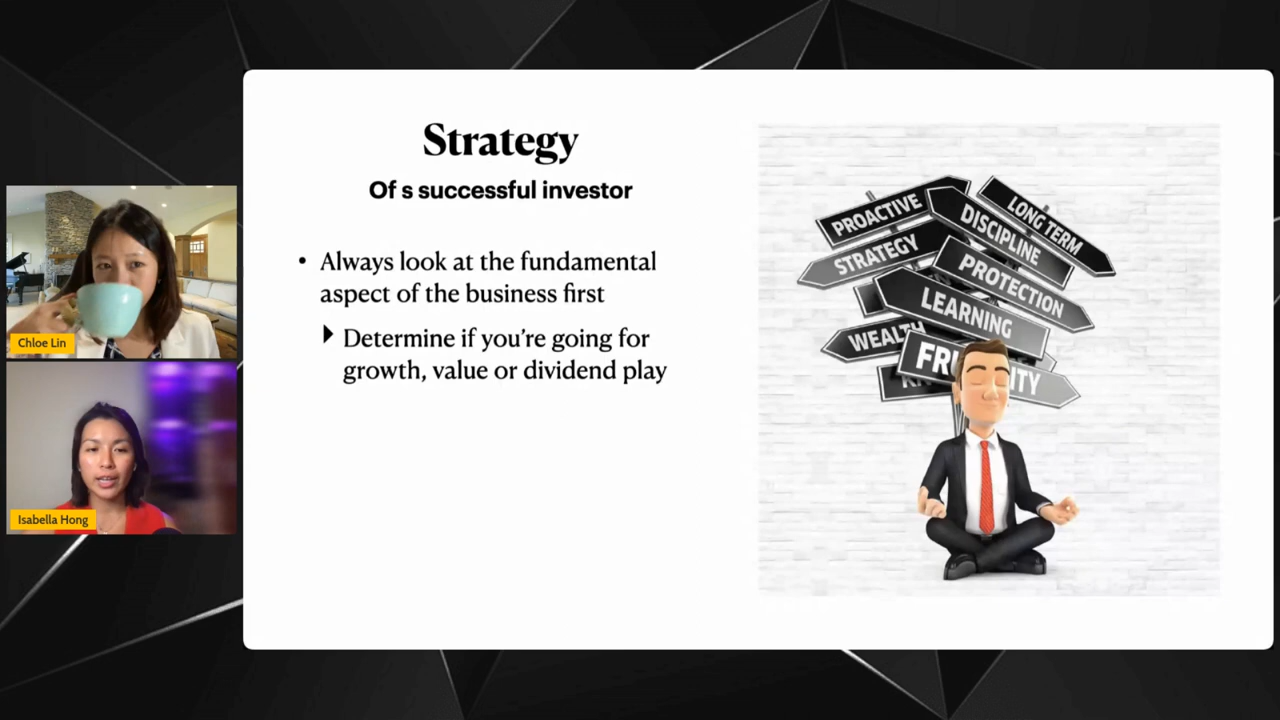 Strategy
Of s successful investor
• Always look at the fundamental
aspect of the business first
Determine if you’re going for
growth, value or dividend play
PROACTIVE
LONG TERM
DISCIPLINE
STRATEGY
PROTECTION
LEARNING
WEALTH
Chloe Lin
Isabella Hong